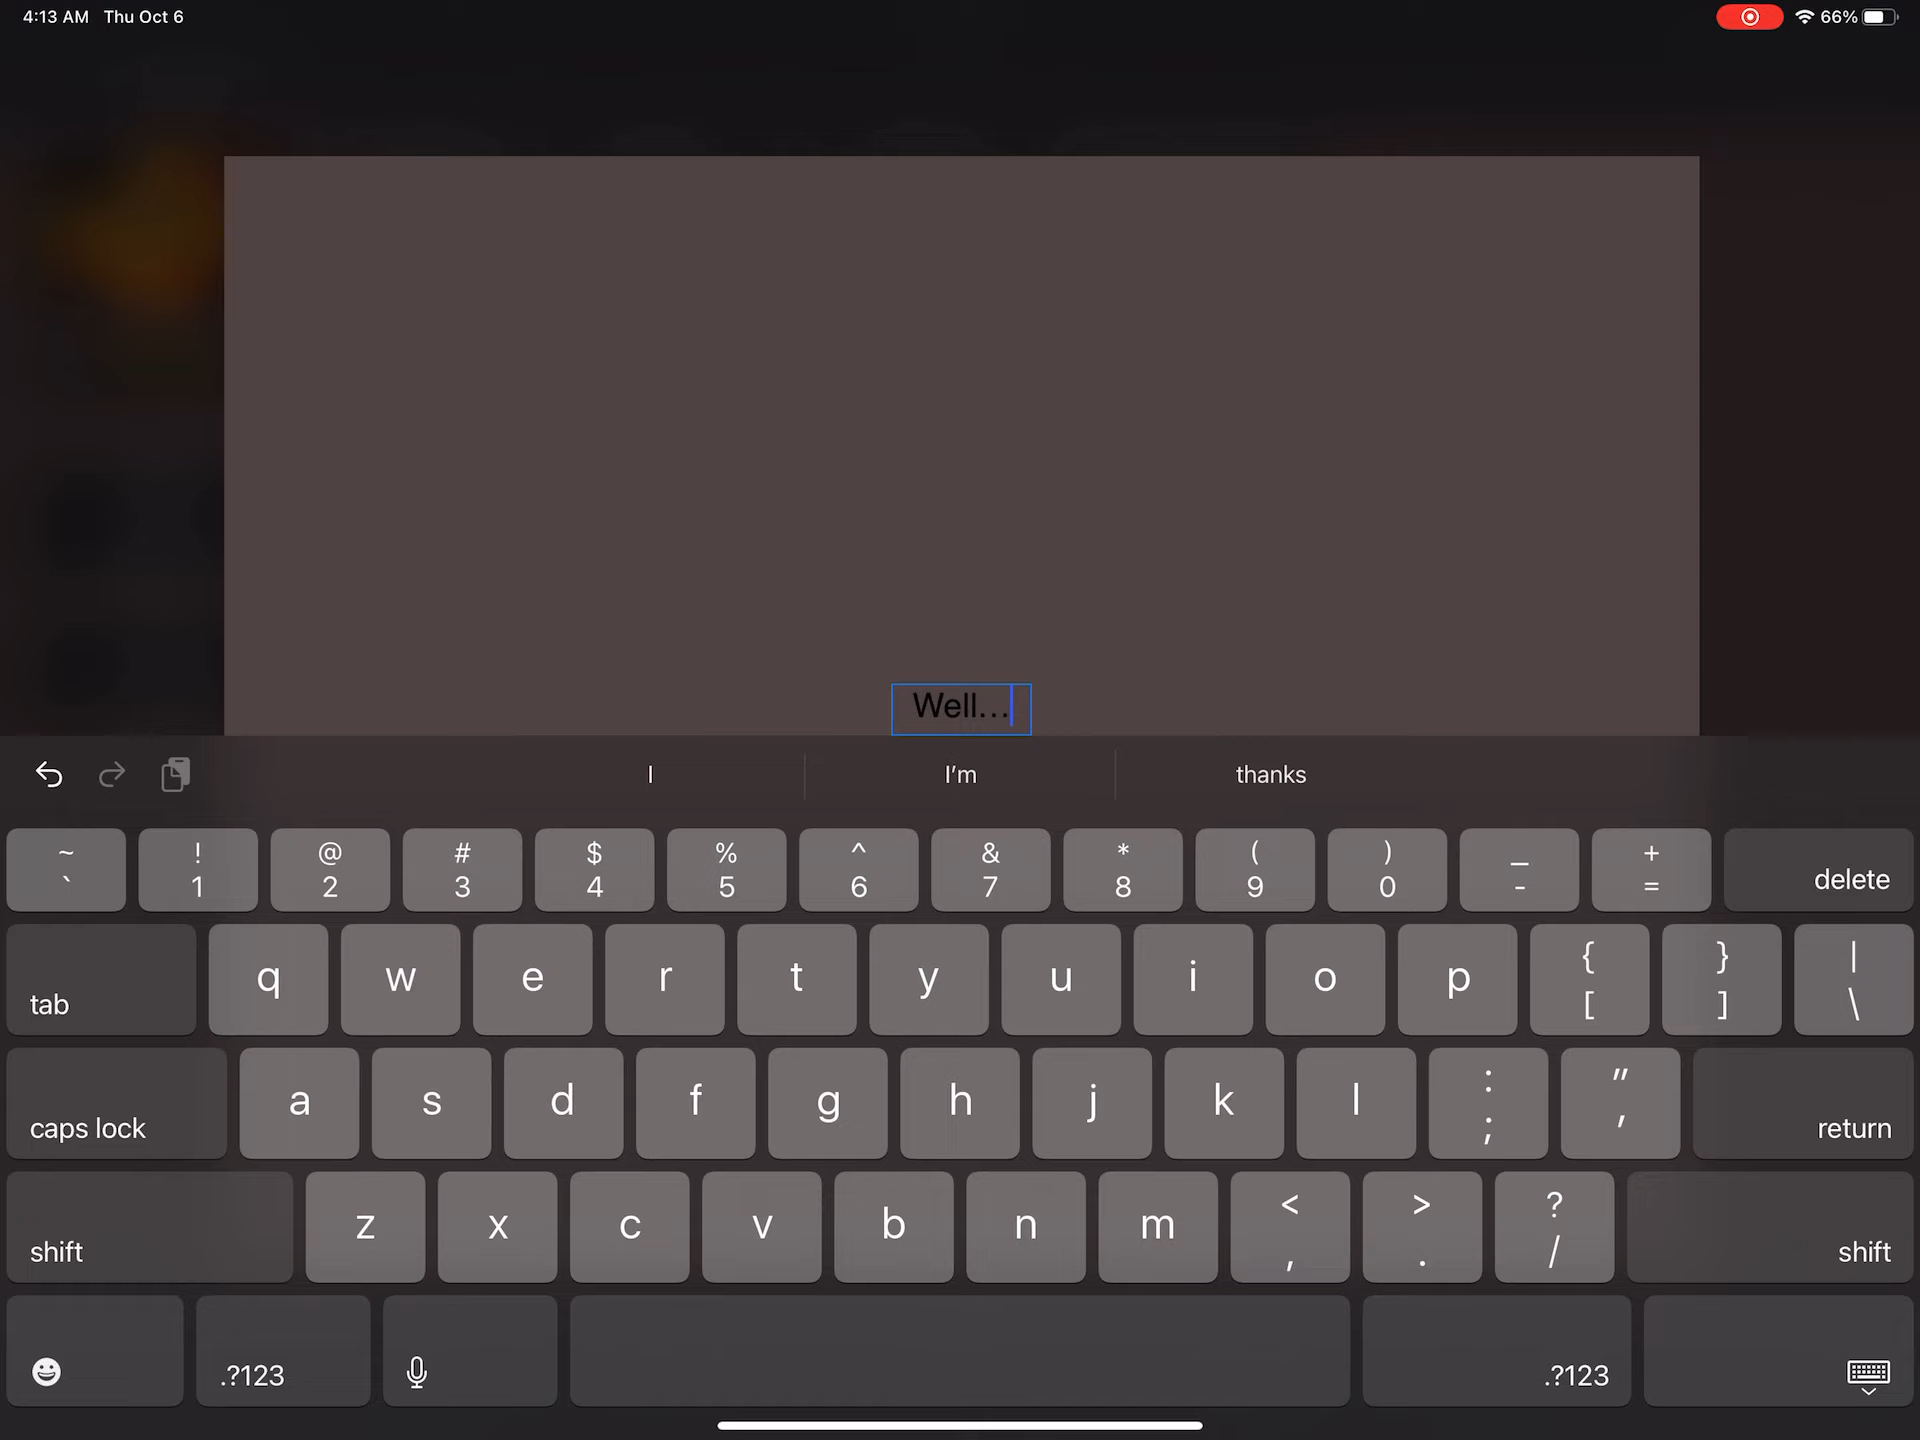 4:13 AM Thu Oct 6
66%
Well...
I I'm thanks
~ ! @ # $ % ^ & * ( ) _ +
` 1 2 3 4 5 6 7 8 9 0 - = delete
tab q w e r t y u i o p { [ } ] | \
caps lock a s d f g h j k l : ; " ' return
shift z x c v b n m < , > . ? / shift
.?123 .?123